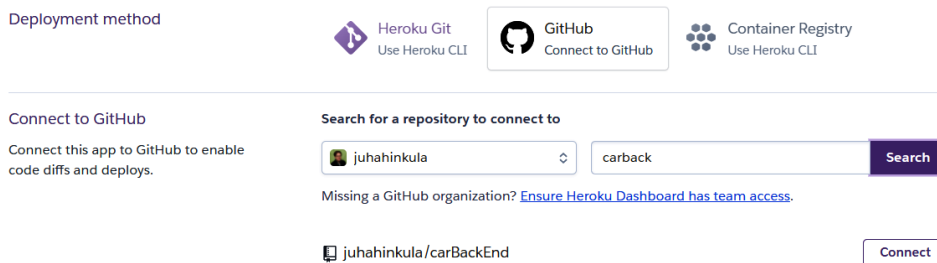 Deployment method
Heroku Git
Use Heroku CLI
GitHub
Connect to GitHub
Container Registry
Use Heroku CLI
Connect to GitHub
Connect this app to GitHub to enable
code diffs and deploys.
Search for a repository to connect to
juhahinkula
carback
Search
Missing a GitHub organization? Ensure Heroku Dashboard has team access.
juhahinkula/carBackEnd
Connect